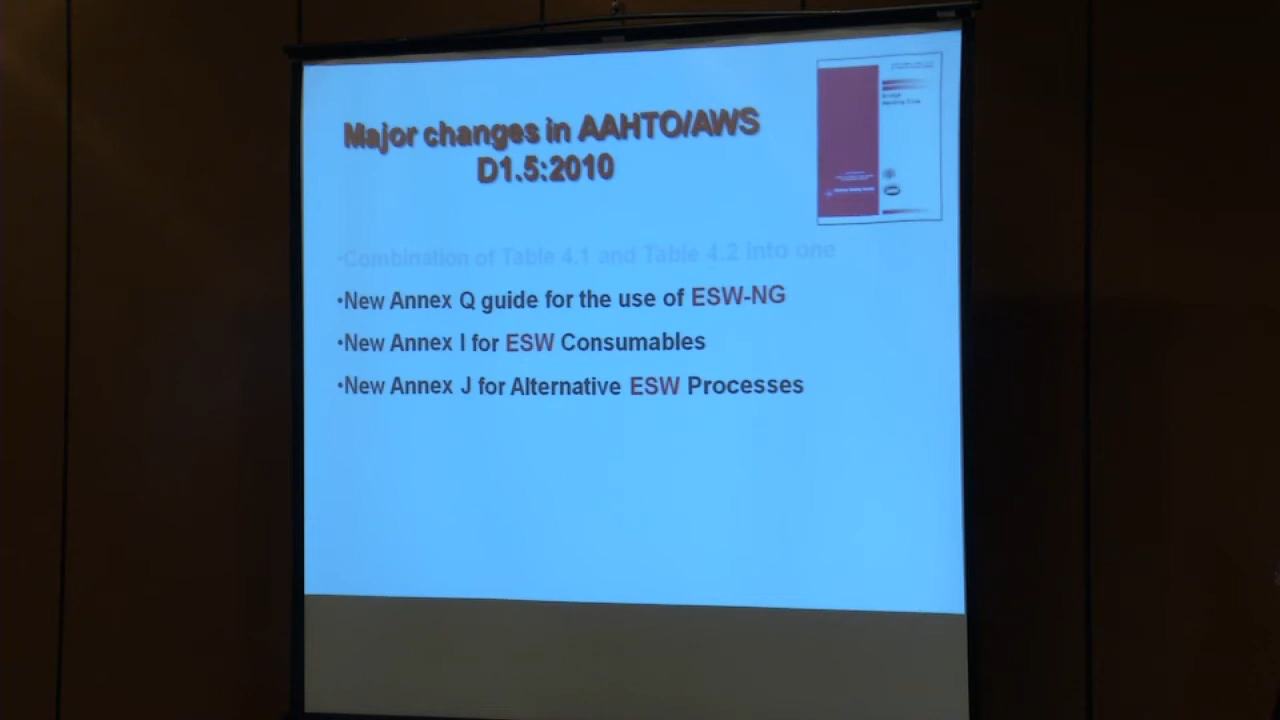 Major changes in AAHTO/AWS
D1.5:2010
•Combination of Table 4.1 and Table 4.2 into one
•New Annex Q guide for the use of ESW-NG
•New Annex I for ESW Consumables
•New Annex J for Alternative ESW Processes